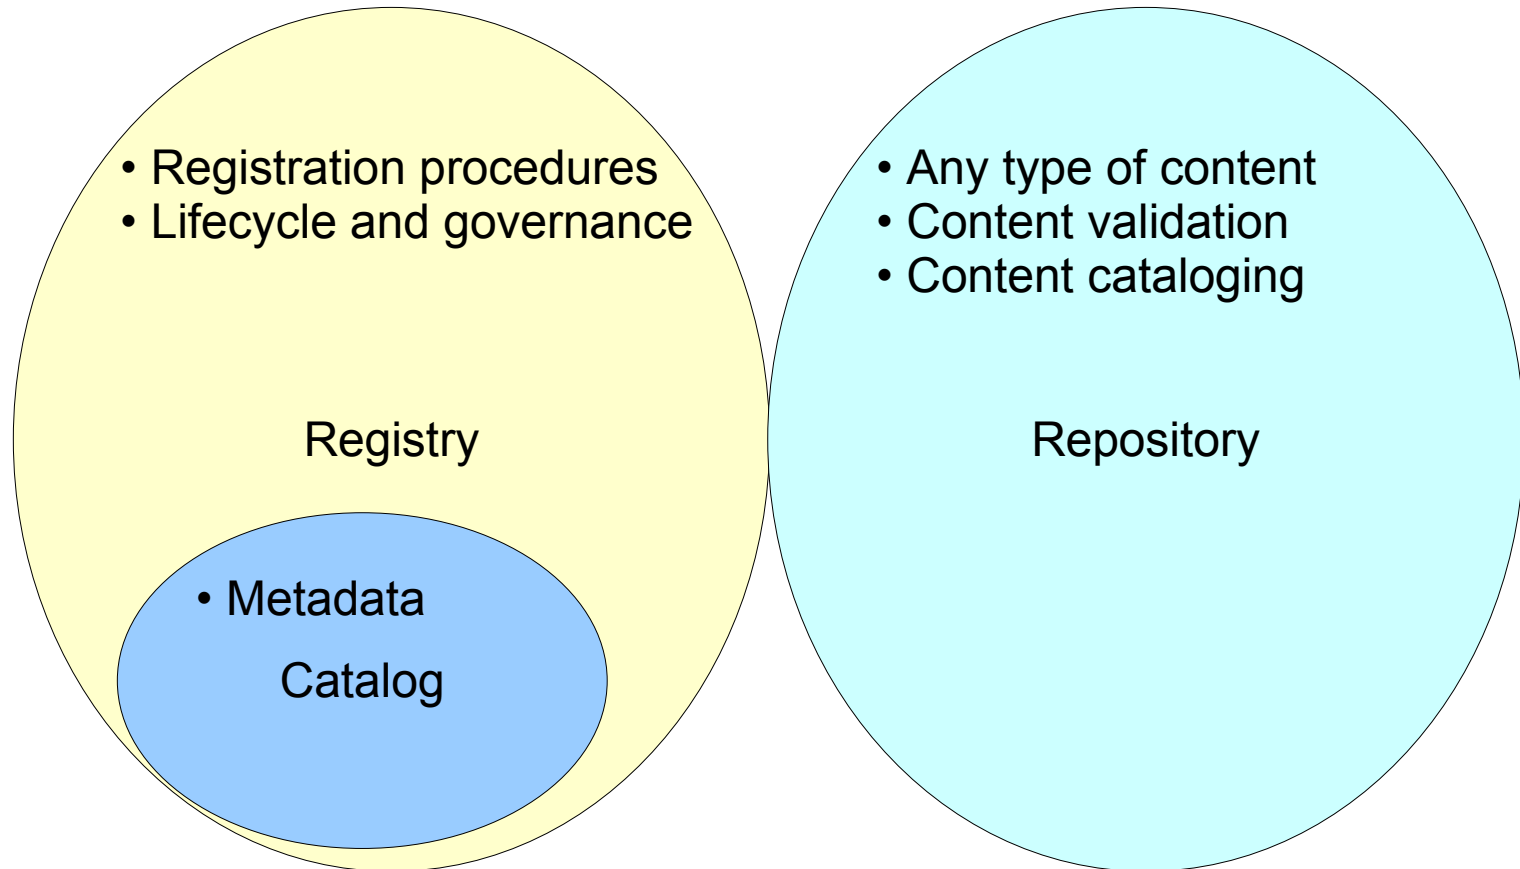 • Registration procedures
• Lifecycle and governance
Registry
• Metadata
Catalog
• Any type of content
• Content validation
• Content cataloging
Repository